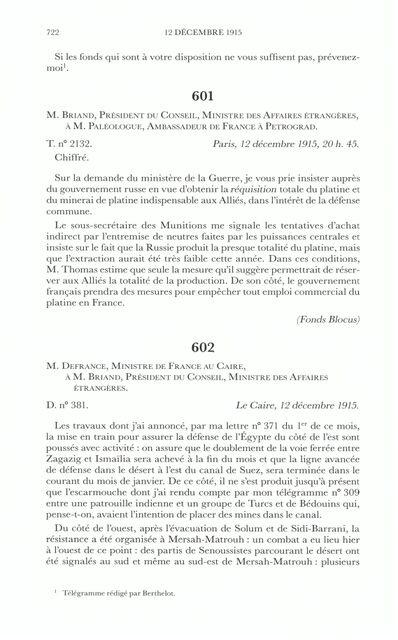 722
12 DÉCEMBRE 1915
Si les fonds qui sont à votre disposition ne vous suffisent pas, prévenez-
moi¹.
601
M. Briand, Président du Conseil, Ministre des Affaires étrangères,
à M. Paléologue, Ambassadeur de France à Petrograd.
T. n° 2132.
Paris, 12 décembre 1915, 20 h. 45.
Chiffré.
Sur la demande du ministère de la Guerre, je vous prie insister auprès
du gouvernement russe en vue d'obtenir la réquisition totale du platine et
du minerai de platine indispensable aux Alliés, dans l'intérêt de la défense
commune.
Le sous-secrétaire des Munitions me signale les tentatives d'achat
indirect par l'entremise de neutres faites par les puissances centrales et
insiste sur le fait que la Russie produit la presque totalité du platine, mais
que l'extraction aurait été très faible cette année. Dans ces conditions,
M. Thomas estime que seule la mesure qu'il suggère permettrait de réser-
ver aux Alliés la totalité de la production. De son côté, le gouvernement
français prendra des mesures pour empêcher tout emploi commercial du
platine en France.
(Fonds Blocus)
602
M. Defrance, Ministre de France au Caire,
à M. Briand, Président du Conseil, Ministre des Affaires
étrangères.
D. n° 381.
Le Caire, 12 décembre 1915.
Les travaux dont j'ai annoncé, par ma lettre n° 371 du 1er de ce mois,
la mise en train pour assurer la défense de l'Égypte du côté de l'est sont
poussés avec activité : on assure que le doublement de la voie ferrée entre
Zagazig et Ismaïlia sera achevé à la fin du mois et que la ligne avancée
de défense dans le désert à l'est du canal de Suez, sera terminée dans le
courant du mois de janvier. De ce côté, il ne s'est produit jusqu'à présent
que l'escarmouche dont j'ai rendu compte par mon télégramme n° 309
entre une patrouille indienne et un groupe de Turcs et de Bédouins qui,
pense-t-on, avaient l'intention de placer des mines dans le canal.
Du côté de l'ouest, après l'évacuation de Solum et de Sidi-Barrani, la
résistance a été organisée à Mersah-Matrouh : un combat a eu lieu hier
à l'ouest de ce point : des partis de Senoussistes parcourant le désert ont
été signalés au sud et même au sud-est de Mersah-Matrouh : plusieurs
¹ Télégramme rédigé par Berthelot.